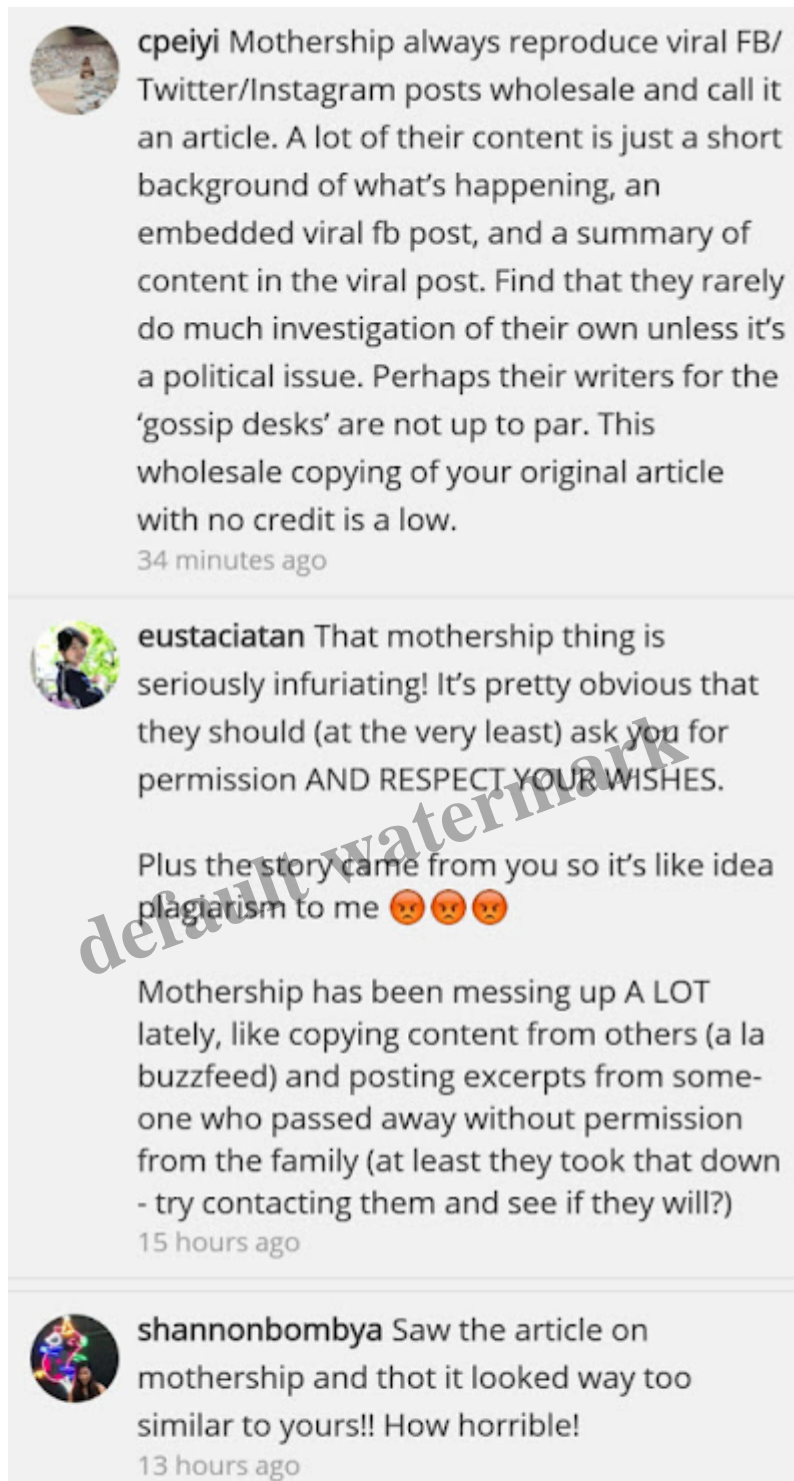 cpeiyi Mothership always reproduce viral FB/
Twitter/Instagram posts wholesale and call it
an article. A lot of their content is just a short
background of what's happening, an
embedded viral fb post, and a summary of
content in the viral post. Find that they rarely
do much investigation of their own unless it's
a political issue. Perhaps their writers for the
'gossip desks' are not up to par. This
wholesale copying of your original article
with no credit is a low.
34 minutes ago
eustaciatan That mothership thing is
seriously infuriating! It's pretty obvious that
they should (at the very least) ask you for
permission AND RESPECT YOUR WISHES.
Plus the story came from you so it's like idea
plagiarism to me 😡😡😡
default watermark
Mothership has been messing up A LOT
lately, like copying content from others (a la
buzzfeed) and posting excerpts from some-
one who passed away without permission
from the family (at least they took that down
- try contacting them and see if they will?)
15 hours ago
shannonbombya Saw the article on
mothership and thot it looked way too
similar to yours!! How horrible!
13 hours ago